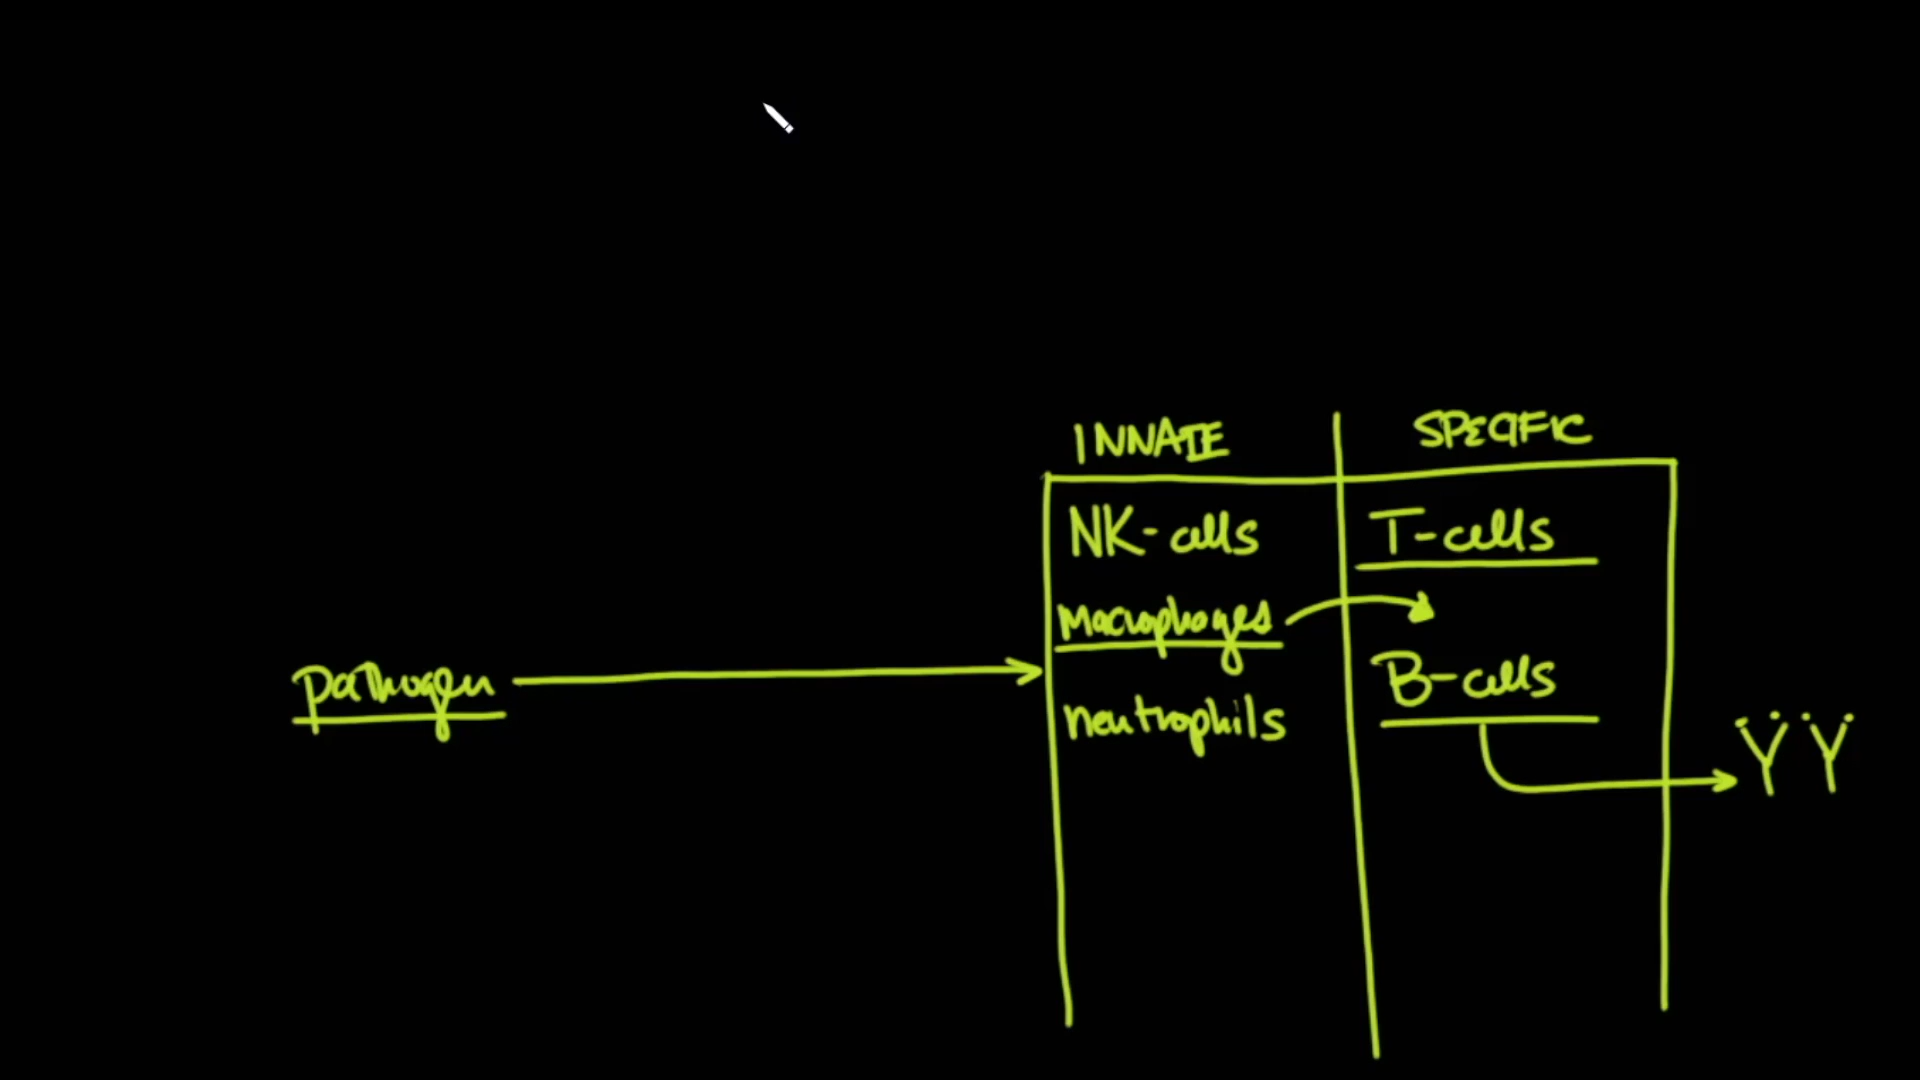 INNATE
SPECIFIC
NK-cells
T-cells
Macrophages
pathogen
B-cells
neutrophils